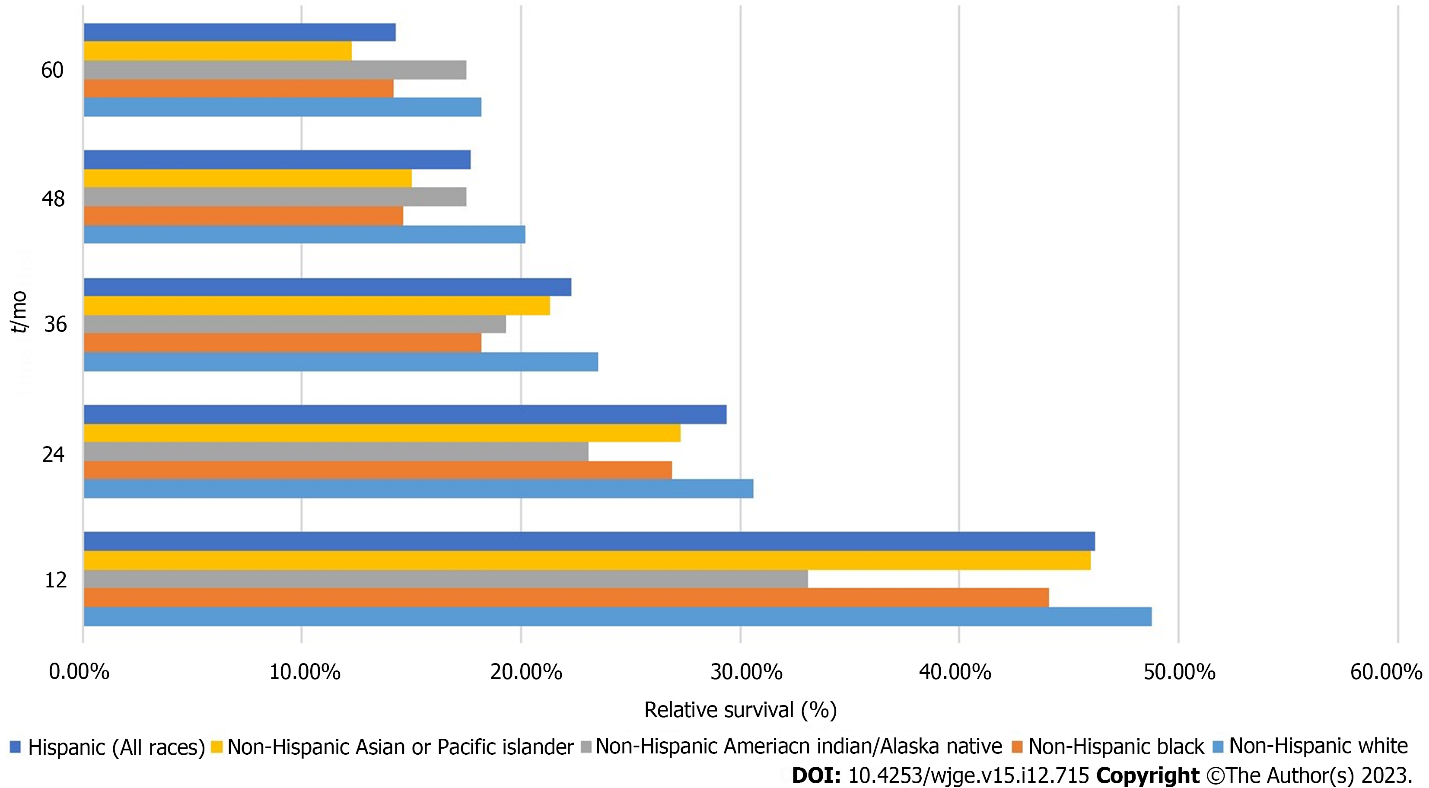 60
48
36
24
12
t/mo
0.00% 10.00% 20.00% 30.00% 40.00% 50.00% 60.00%
Relative survival (%)
Hispanic (All races) Non-Hispanic Asian or Pacific islander Non-Hispanic Ameriacn indian/Alaska native Non-Hispanic black Non-Hispanic white
DOI: 10.4253/wjge.v15.i12.715 Copyright ©The Author(s) 2023.